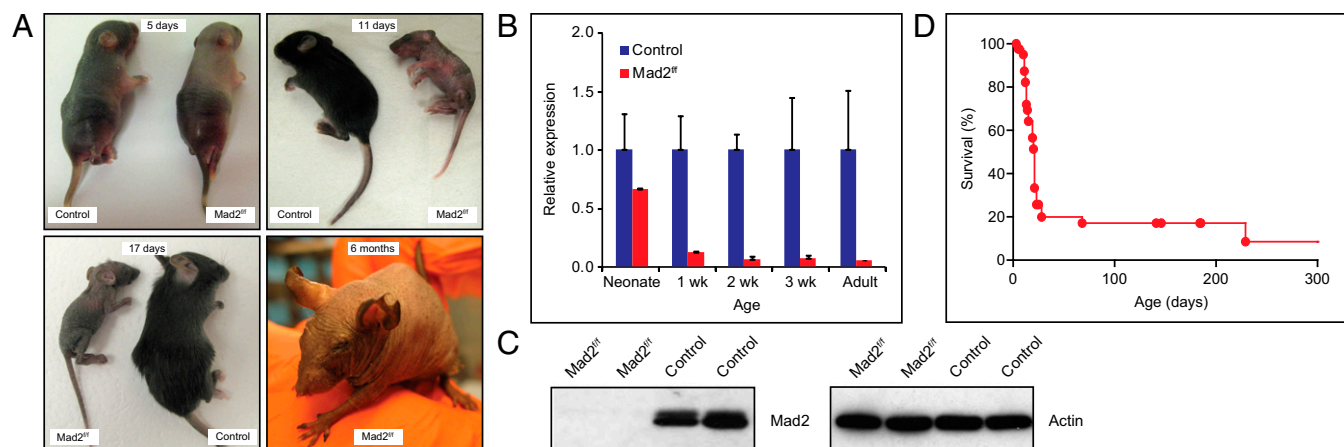 A
5 days
Control
Mad2f/f
11 days
Control
Mad2f/f
17 days
Mad2f/f
Control
6 months
Mad2f/f
B
2.0
1.5
1.0
0.5
0.0
Relative expression
Control
Mad2f/f
Neonate 1 wk 2 wk 3 wk Adult
Age
C
Mad2f/f Mad2f/f Control Control
Mad2
Mad2f/f Mad2f/f Control Control
Actin
D
100
80
60
40
20
0
Survival (%)
0 100 200 300
Age (days)